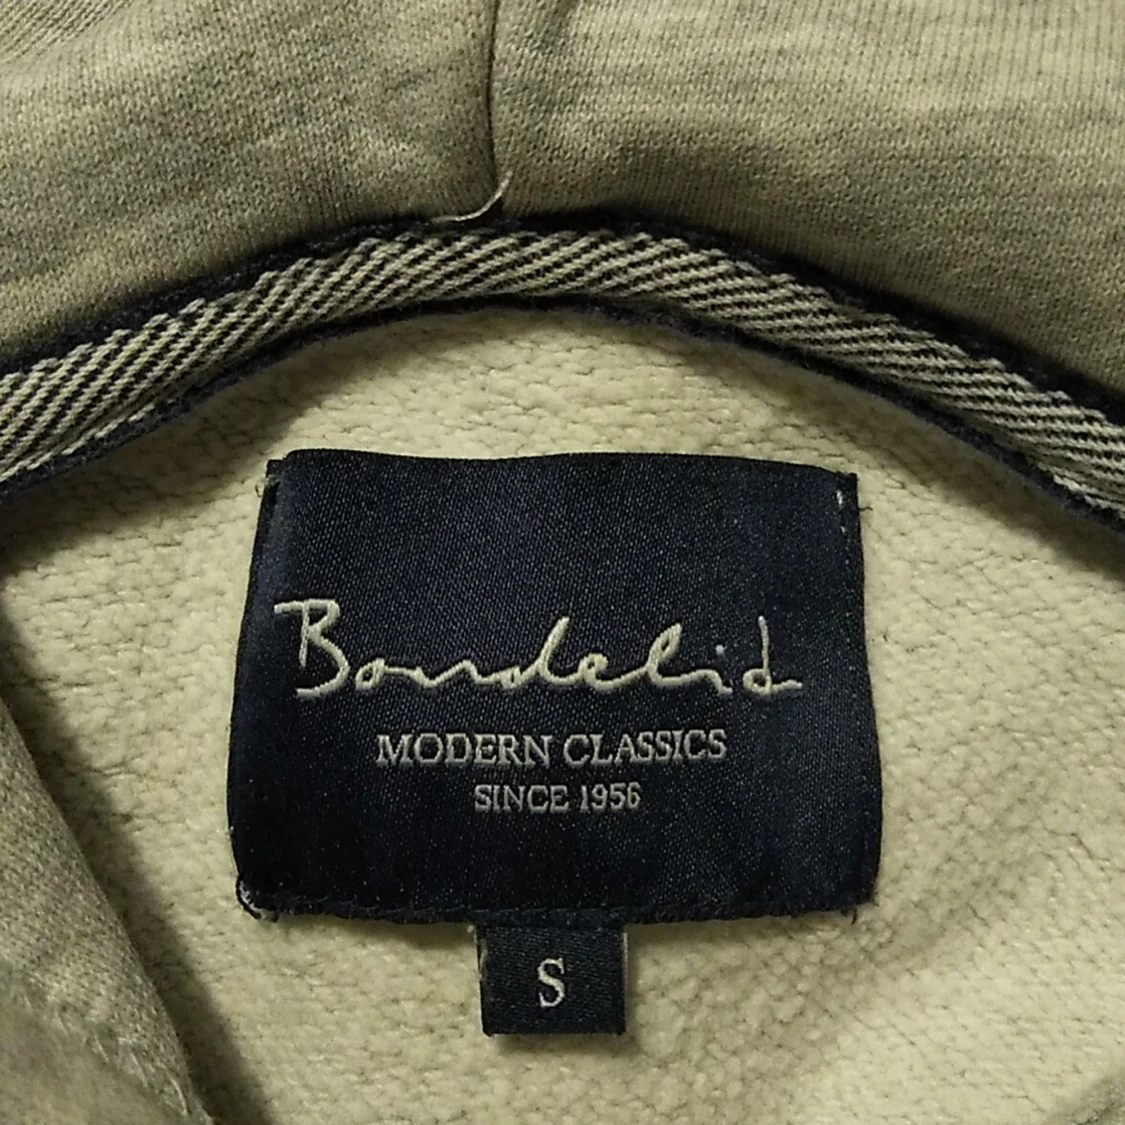 Bondelid
MODERN CLASSICS
SINCE 1956
S